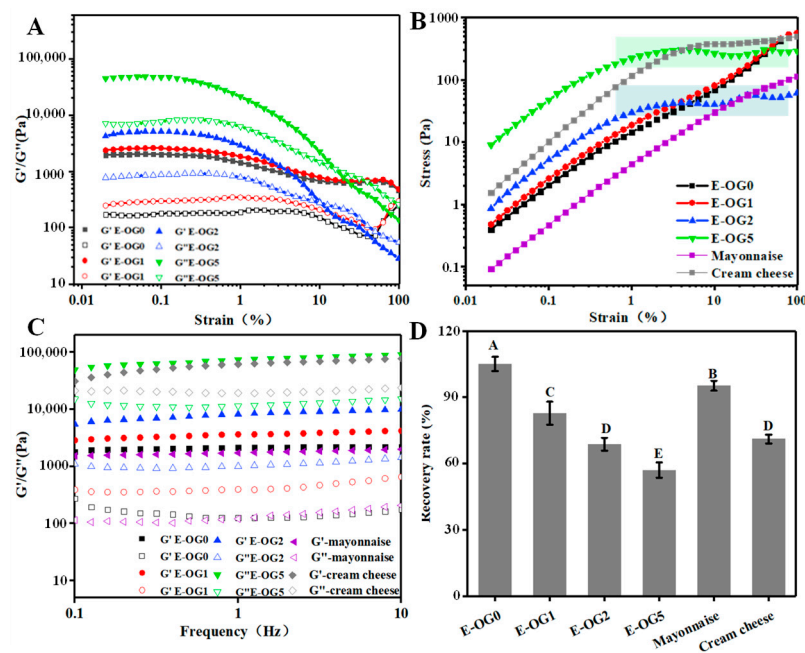 A
100,000
10,000
1000
100
10
G'/G"(Pa)
G' E-OG0
G' E-OG0
G' E-OG1
G' E-OG1
G' E-OG2
G" E-OG2
G' E-OG5
G"E-OG5
0.01
0.1
1
10
100
Strain（%）
B
1000
100
10
1
0.1
Stress (Pa)
E-OG0
E-OG1
E-OG2
E-OG5
Mayonnaise
Cream cheese
0.01
0.1
1
10
100
Strain（%）
C
100,000
10,000
1000
100
10
G'/G"(Pa)
G' E-OG0
G' E-OG0
G' E-OG1
G' E-OG1
G' E-OG2
G"E-OG2
G"E-OG5
G"E-OG5
G'-mayonnaise
G"-mayonnaise
G'-cream cheese
G"-cream cheese
0.1
1
10
Frequency（Hz）
D
120
90
60
30
0
Recovery rate (%)
A
C
D
E
B
D
E-OG0
E-OG1
E-OG2
E-OG5
Mayonnaise
Cream cheese